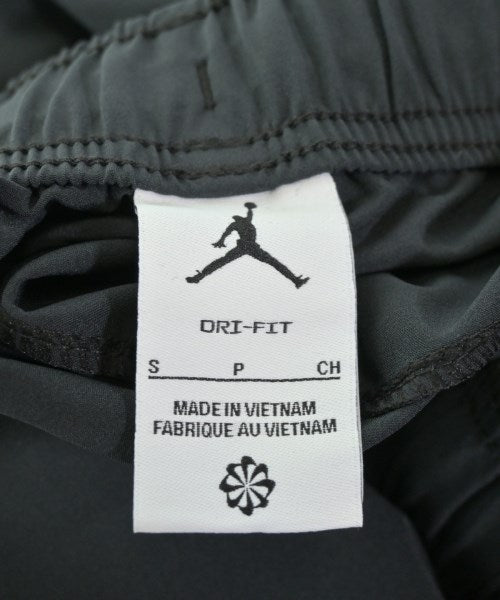 DRI-FIT
S P CH
MADE IN VIETNAM
FABRIQUE AU VIETNAM